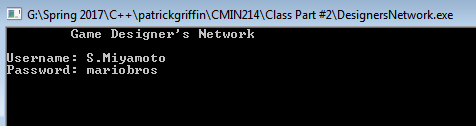 G:\Spring 2017\C++\patrickgriffin\CMIN214\Class Part #2\DesignersNetwork.exe
Game Designer's Network
Username: S.Miyamoto
Password: mariobros